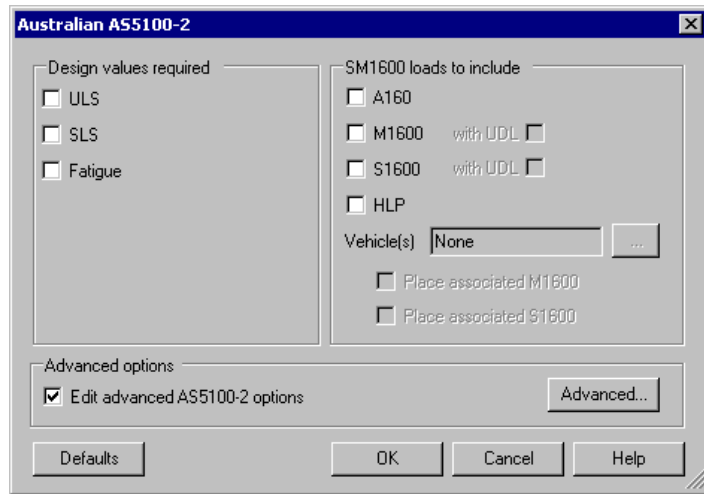 Australian AS5100-2
Design values required
ULS
SLS
Fatigue
SM1600 loads to include
A160
M1600 with UDL
S1600 with UDL
HLP
Vehicle(s) None ...
Place associated M1600
Place associated S1600
Advanced options
Edit advanced AS5100-2 options Advanced...
Defaults OK Cancel Help